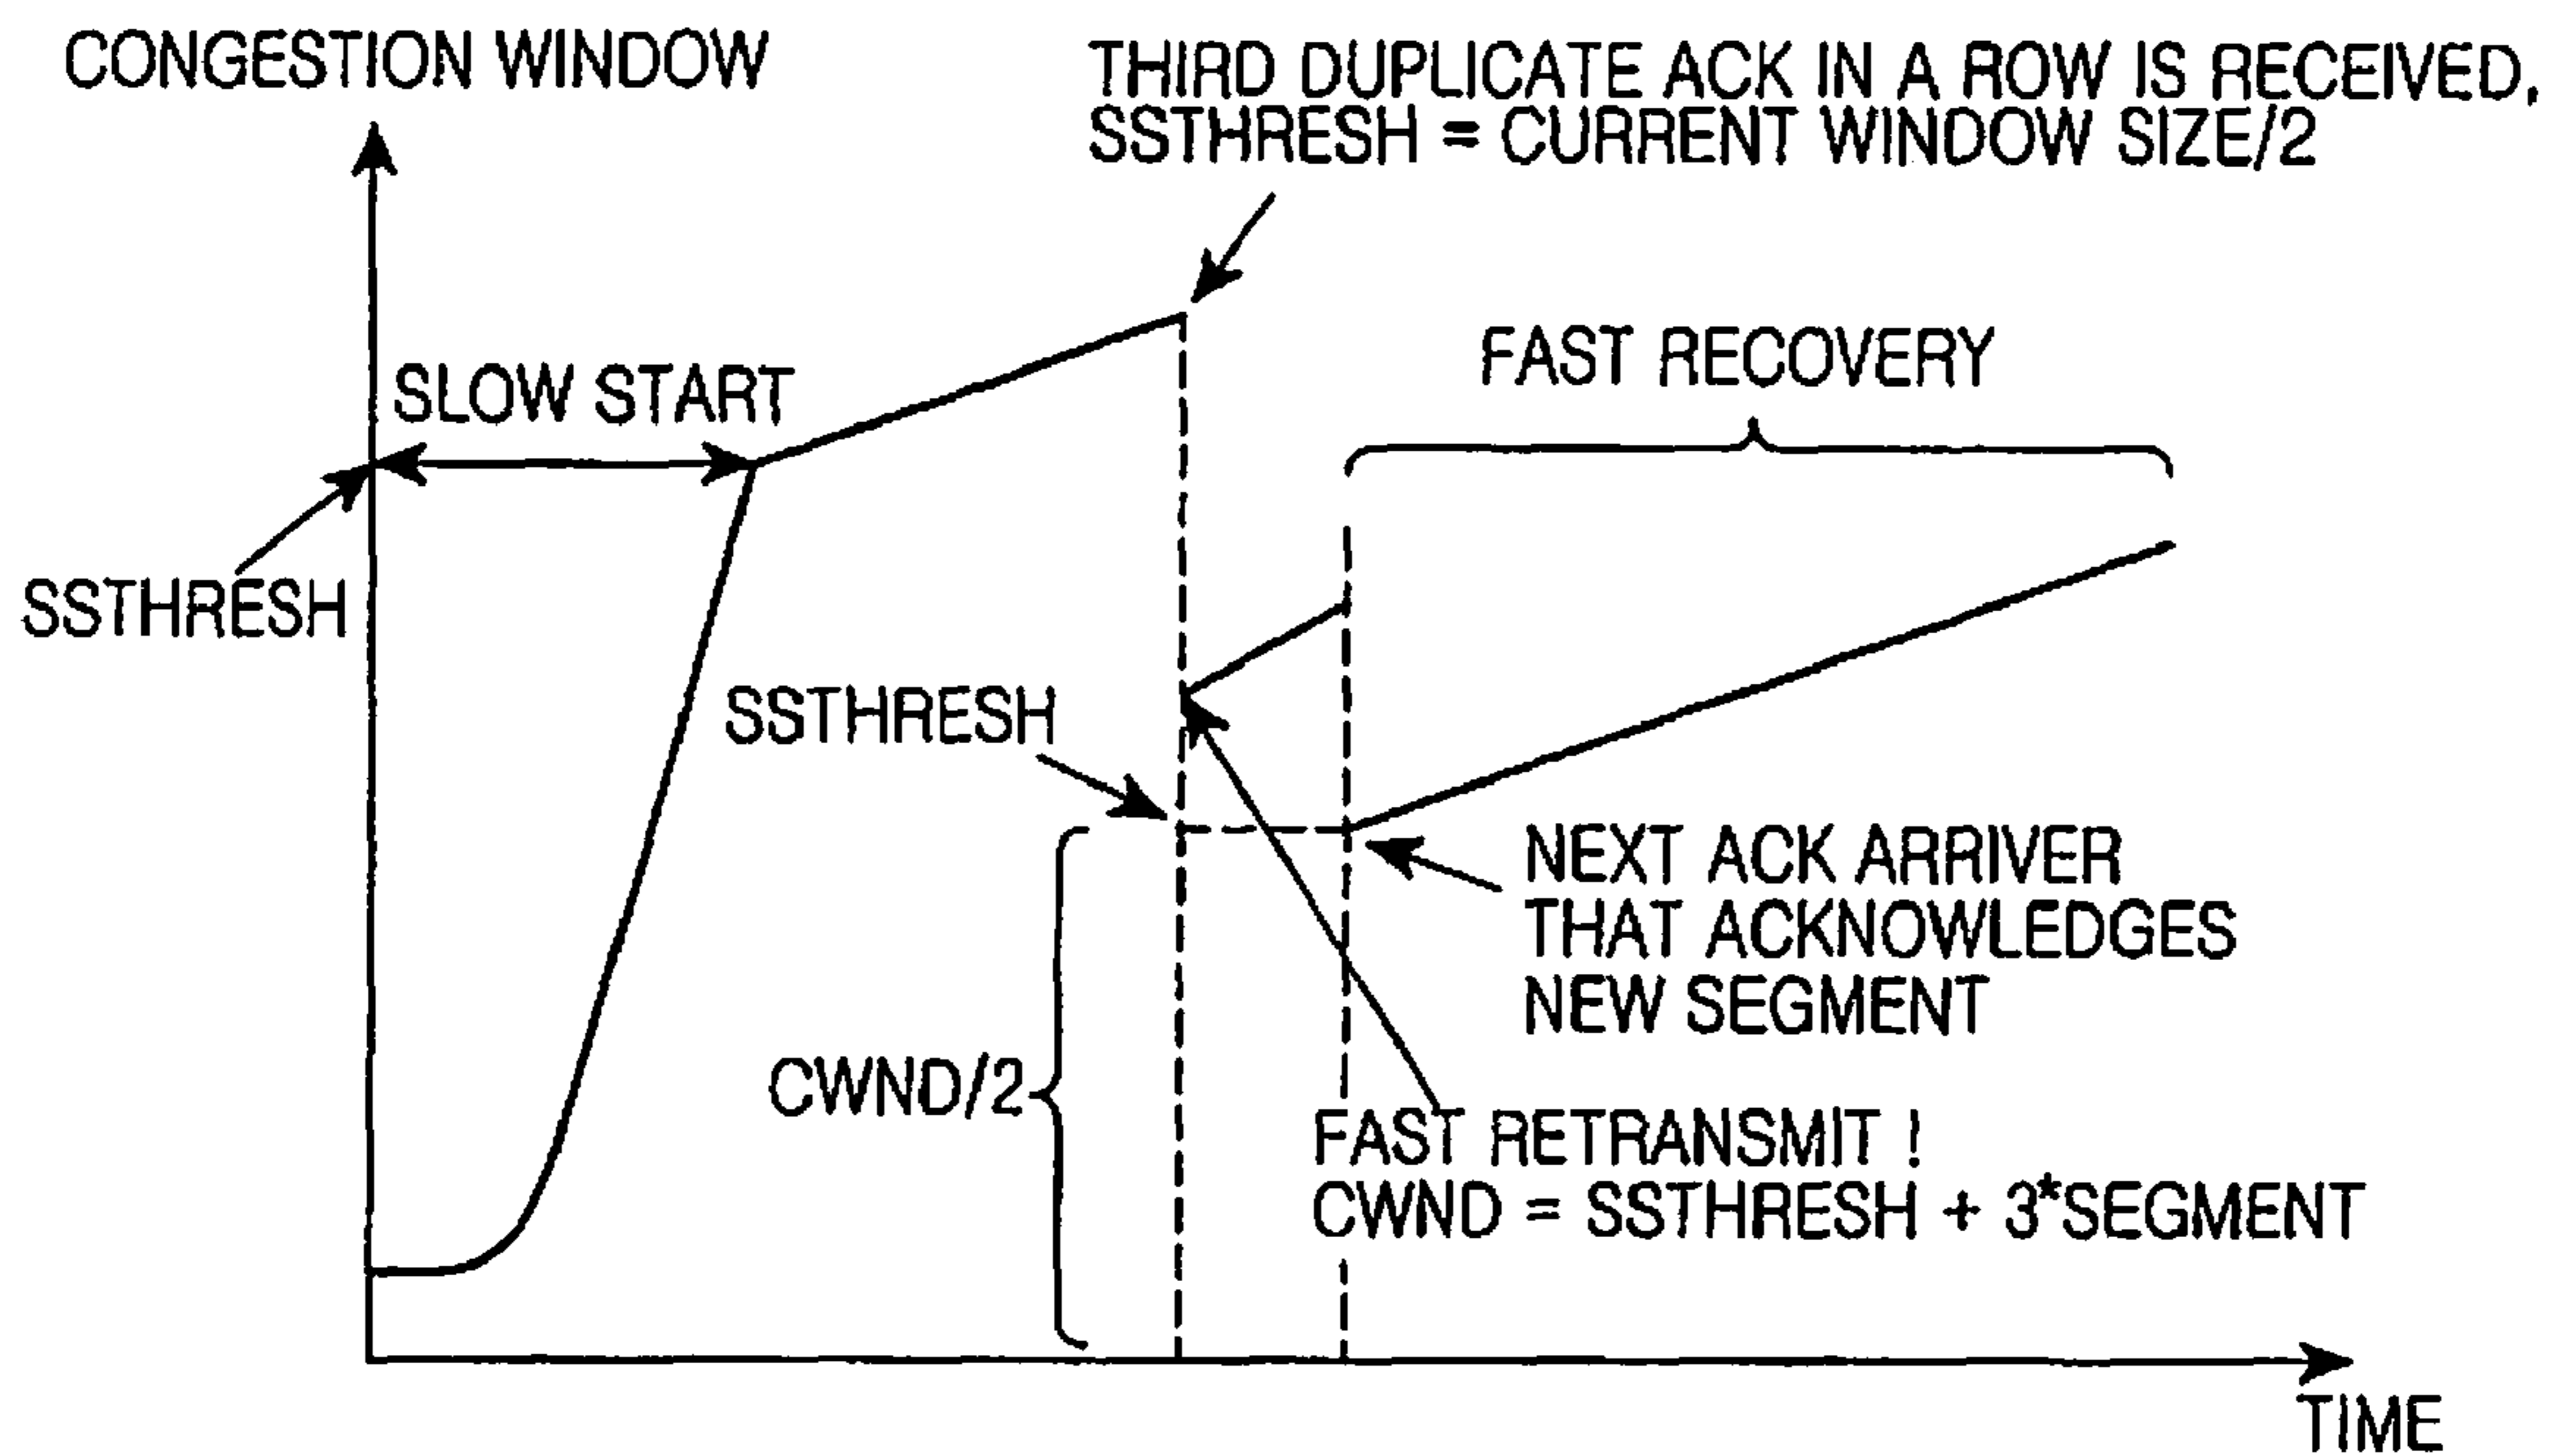 CONGESTION WINDOW
THIRD DUPLICATE ACK IN A ROW IS RECEIVED,
SSTHRESH = CURRENT WINDOW SIZE/2
FAST RECOVERY
SLOW START
SSTHRESH
SSTHRESH
NEXT ACK ARRIVER
THAT ACKNOWLEDGES
NEW SEGMENT
CWND/2
FAST RETRANSMIT !
CWND = SSTHRESH + 3*SEGMENT
TIME